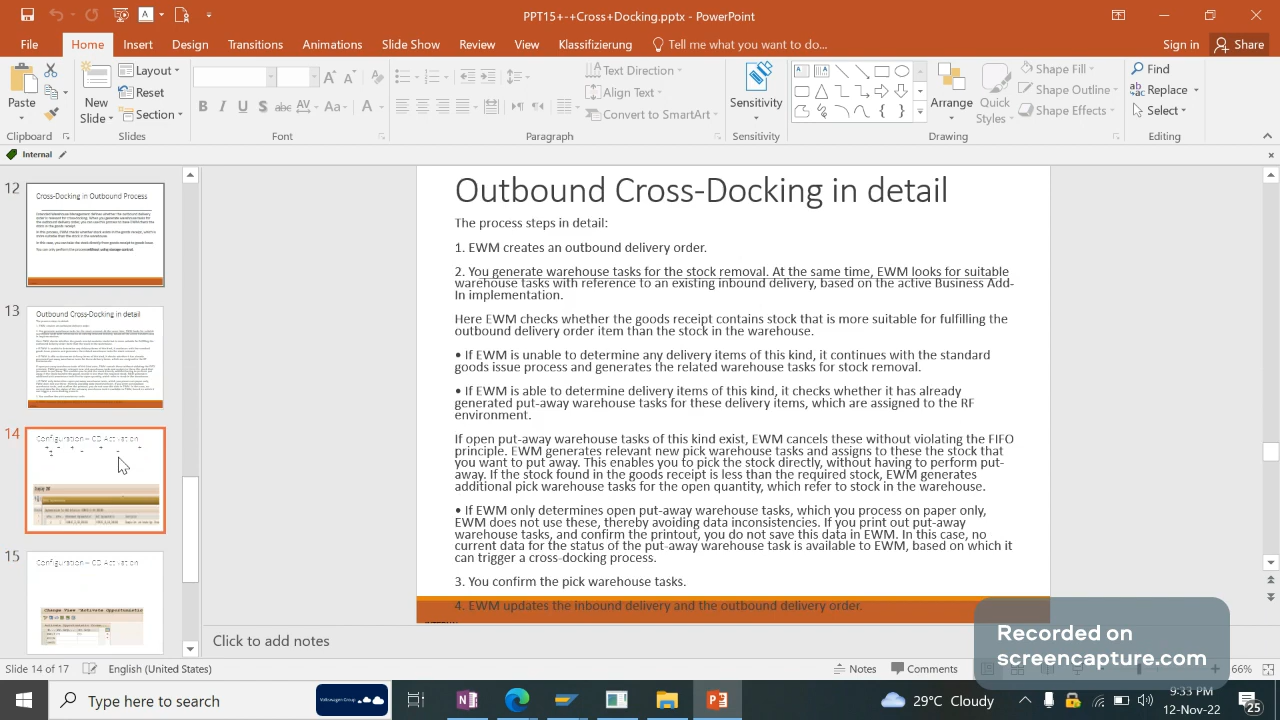 PPT15+-+Cross+Docking.pptx - PowerPoint
File Home Insert Design Transitions Animations Slide Show Review View Klassifizierung Tell me what you want to do... Sign in Share
Paste
New Slide
Layout
Reset
Section
B I U S abc AV Aa A
Text Direction
Align Text
Convert to SmartArt
Sensitivity
Arrange
Quick Styles
Shape Fill
Shape Outline
Shape Effects
Find
Replace
Select
Clipboard Slides Font Paragraph Sensitivity Drawing Editing
Internal
12
Cross-Docking in Outbound Process
13
Outbound Cross-Docking in detail
14
Configuration – CD Activation
15
Configuration – CD Activation
Outbound Cross-Docking in detail
The process steps in detail:
1. EWM creates an outbound delivery order.
2. You generate warehouse tasks for the stock removal. At the same time, EWM looks for suitable
warehouse tasks with reference to an existing inbound delivery, based on the active Business Add-
In implementation.
Here EWM checks whether the goods receipt contains stock that is more suitable for fulfilling the
outbound delivery order item than the stock in the warehouse.
• If EWM is unable to determine any delivery items of this kind, it continues with the standard
goods issue process and generates the related warehouse tasks for stock removal.
• If EWM is able to determine delivery items of this kind, it checks whether it has already
generated put-away warehouse tasks for these delivery items, which are assigned to the RF
environment.
If open put-away warehouse tasks of this kind exist, EWM cancels these without violating the FIFO
principle. EWM generates relevant new pick warehouse tasks and assigns to these the stock that
you want to put away. This enables you to pick the stock directly, without having to perform put-
away. If the stock found in the goods receipt is less than the required stock, EWM generates
additional pick warehouse tasks for the open quantity, which refer to stock in the warehouse.
• If EWM only determines open put-away warehouse tasks, which you process on paper only,
EWM does not use these, thereby avoiding data inconsistencies. If you print out put-away
warehouse tasks, and confirm the printout, you do not save this data in EWM. In this case, no
current data for the status of the put-away warehouse task is available to EWM, based on which it
can trigger a cross-docking process.
3. You confirm the pick warehouse tasks.
4. EWM updates the inbound delivery and the outbound delivery order.
Click to add notes
Recorded on
screencapture.com
Slide 14 of 17 English (United States) Notes Comments 66%
Type here to search
29°C Cloudy
9:33 PM
12-Nov-22
25